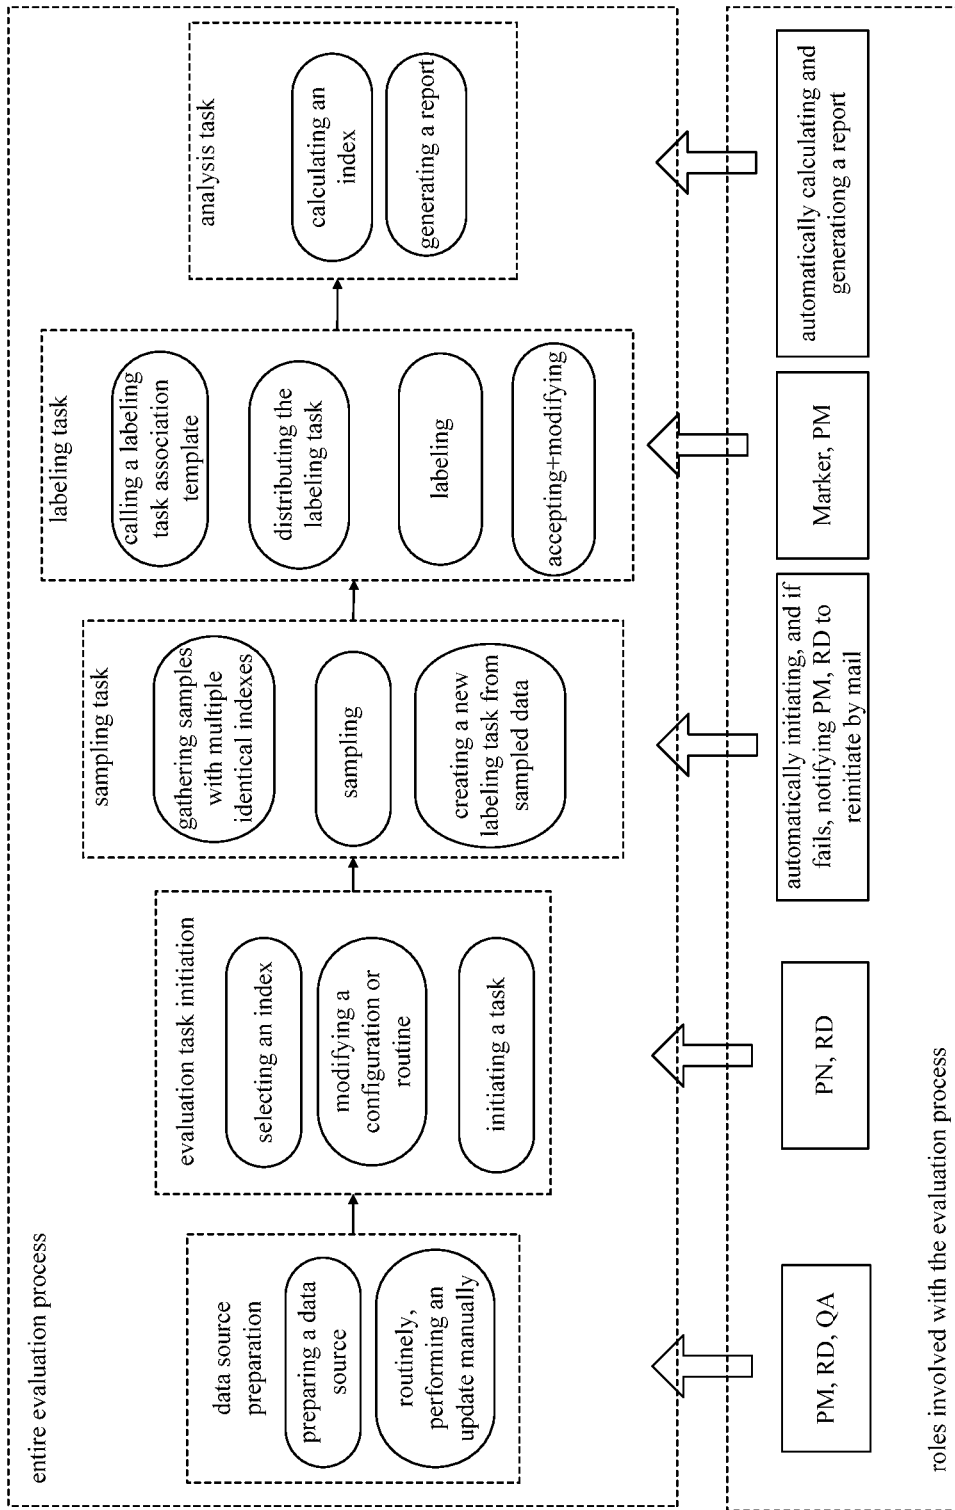 entire evaluation process
data source
preparation
preparing a data
source
routinely,
performing an
update manually
evaluation task initiation
selecting an index
modifying a
configuration or
routine
initiating a task
sampling task
gathering samples
with multiple
identical indexes
sampling
creating a new
labeling task from
sampled data
labeling task
calling a labeling
task association
template
distributing the
labeling task
labeling
accepting+modifying
analysis task
calculating an
index
generating a report
PM, RD, QA
PN, RD
automatically initiating, and if
fails, notifying PM, RD to
reinitiate by mail
Marker, PM
automatically calculating and
generationg a report
roles involved with the evaluation process